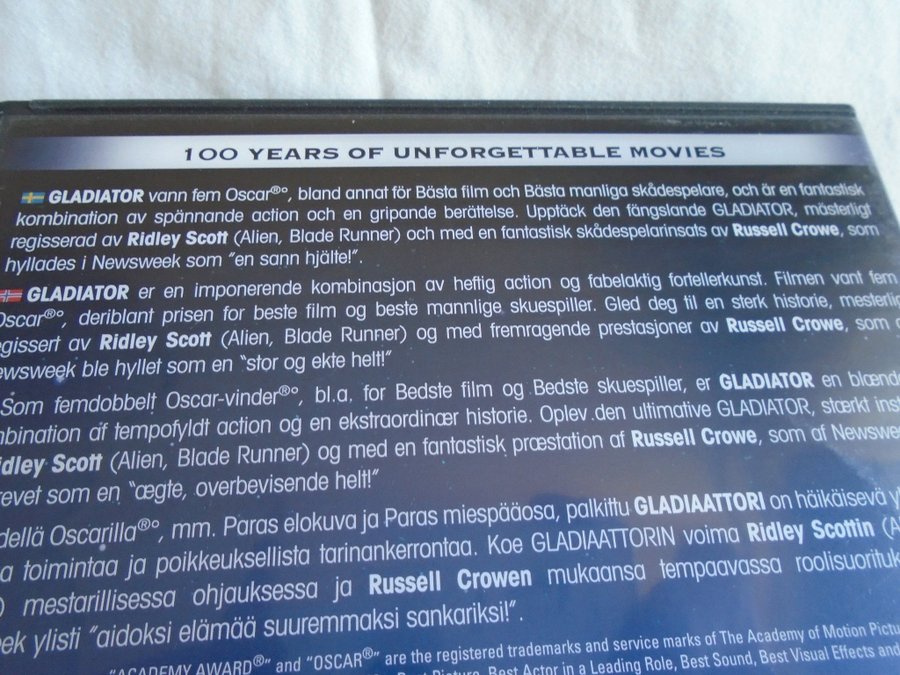 100 YEARS OF UNFORGETTABLE MOVIES
GLADIATOR vann fem Oscar®°, bland annat för Bästa film och Bästa manliga skådespelare, och är en fantastisk
kombination av spännande action och en gripande berättelse. Upptäck den fängslande GLADIATOR, mästerligt
regisserad av Ridley Scott (Alien, Blade Runner) och med en fantastisk skådespelarinsats av Russell Crowe, som
hyllades i Newsweek som "en sann hjälte!".
GLADIATOR er en imponerende kombinasjon av heftig action og fabelaktig fortellerkunst. Filmen vant fem
Oscar®°, deriblant prisen for beste film og beste mannlige skuespiller. Gled deg til en sterk historie, mesterlig
egissert av Ridley Scott (Alien, Blade Runner) og med fremragende prestasjoner av Russell Crowe, som a
ewsweek ble hyllet som en "stor og ekte helt!"
Som femdobbelt Oscar-vinder®°, bl.a. for Bedste film og Bedste skuespiller, er GLADIATOR en blænde
mbination af tempofyldt action og en ekstraordinær historie. Oplev den ultimative GLADIATOR, stærkt inst
idley Scott (Alien, Blade Runner) og med en fantastisk præstation af Russell Crowe, som af Newswee
revet som en "ægte, overbevisende helt!"
dellä Oscarilla®°, mm. Paras elokuva ja Paras miespääosa, palkittu GLADIAATTORI on häikäisevä y
a toimintaa ja poikkeuksellista tarinankerrontaa. Koe GLADIAATTORIN voima Ridley Scottin (A
) mestarillisessa ohjauksessa ja Russell Crowen mukaansa tempaavassa roolisuorituk
ek ylisti "aidoksi elämää suuremmaksi sankariksi!".
"ACADEMY AWARD®" and "OSCAR®" are the registered trademarks and service marks of The Academy of Motion Pictu
Best Picture, Best Actor in a Leading Role, Best Sound, Best Visual Effects and